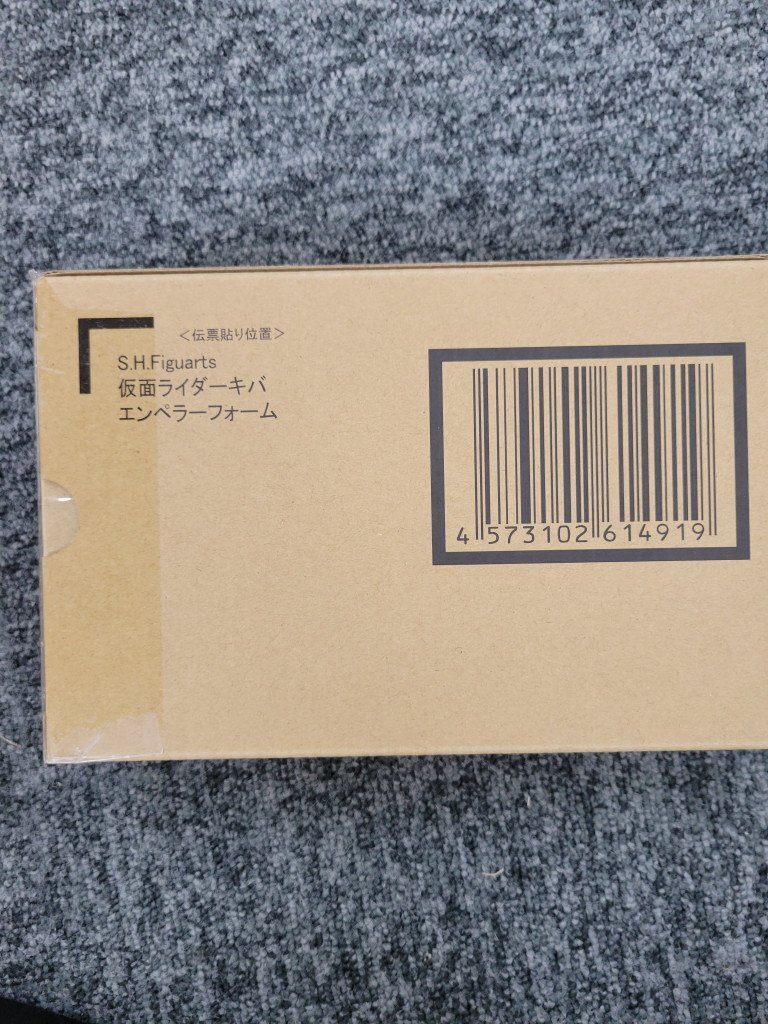 ＜伝票貼り位置＞
S.H.Figuarts
仮面ライダーキバ
エンペラーフォーム
4 573102 614919